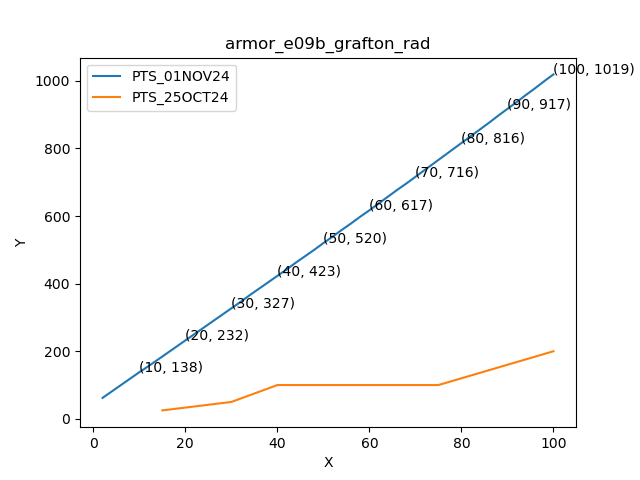 armor_e09b_grafton_rad
PTS_01NOV24
PTS_25OCT24
(100, 1019)
(90, 917)
(80, 816)
(70, 716)
(60, 617)
(50, 520)
(40, 423)
(30, 327)
(20, 232)
(10, 138)
Y
1000
800
600
400
200
0
0 20 40 60 80 100
X